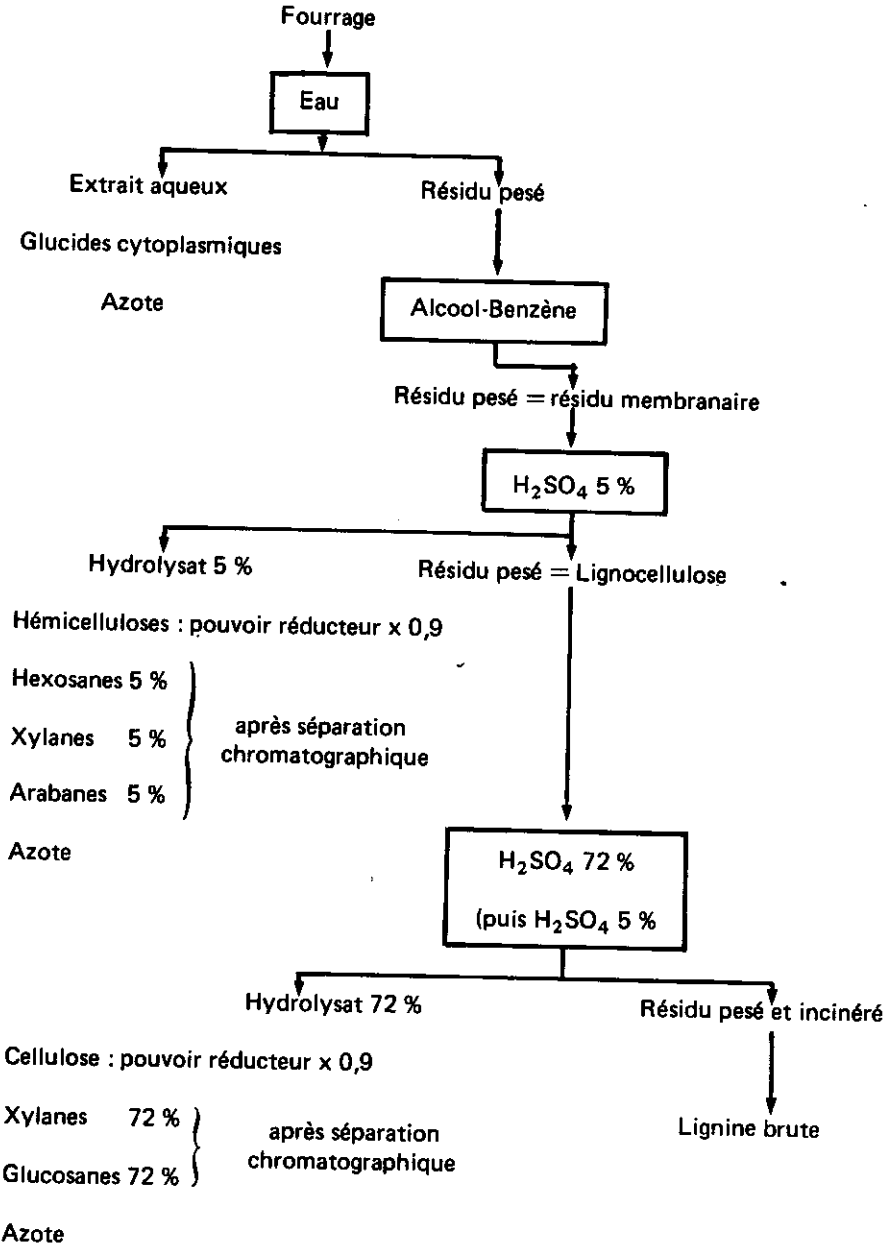 Fourrage
Eau
Extrait aqueux
Résidu pesé
Glucides cytoplasmiques
Azote
Alcool-Benzène
Résidu pesé = résidu membranaire
H₂SO₄ 5 %
Hydrolysat 5 %
Résidu pesé = Lignocellulose
Hémicelluloses : pouvoir réducteur x 0,9
Hexosanes 5 %
Xylanes 5 %
Arabanes 5 %
après séparation
chromatographique
Azote
H₂SO₄ 72 %
(puis H₂SO₄ 5 %
Hydrolysat 72 %
Résidu pesé et incinéré
Cellulose : pouvoir réducteur x 0,9
Xylanes 72 %
Glucosanes 72 %
après séparation
chromatographique
Lignine brute
Azote